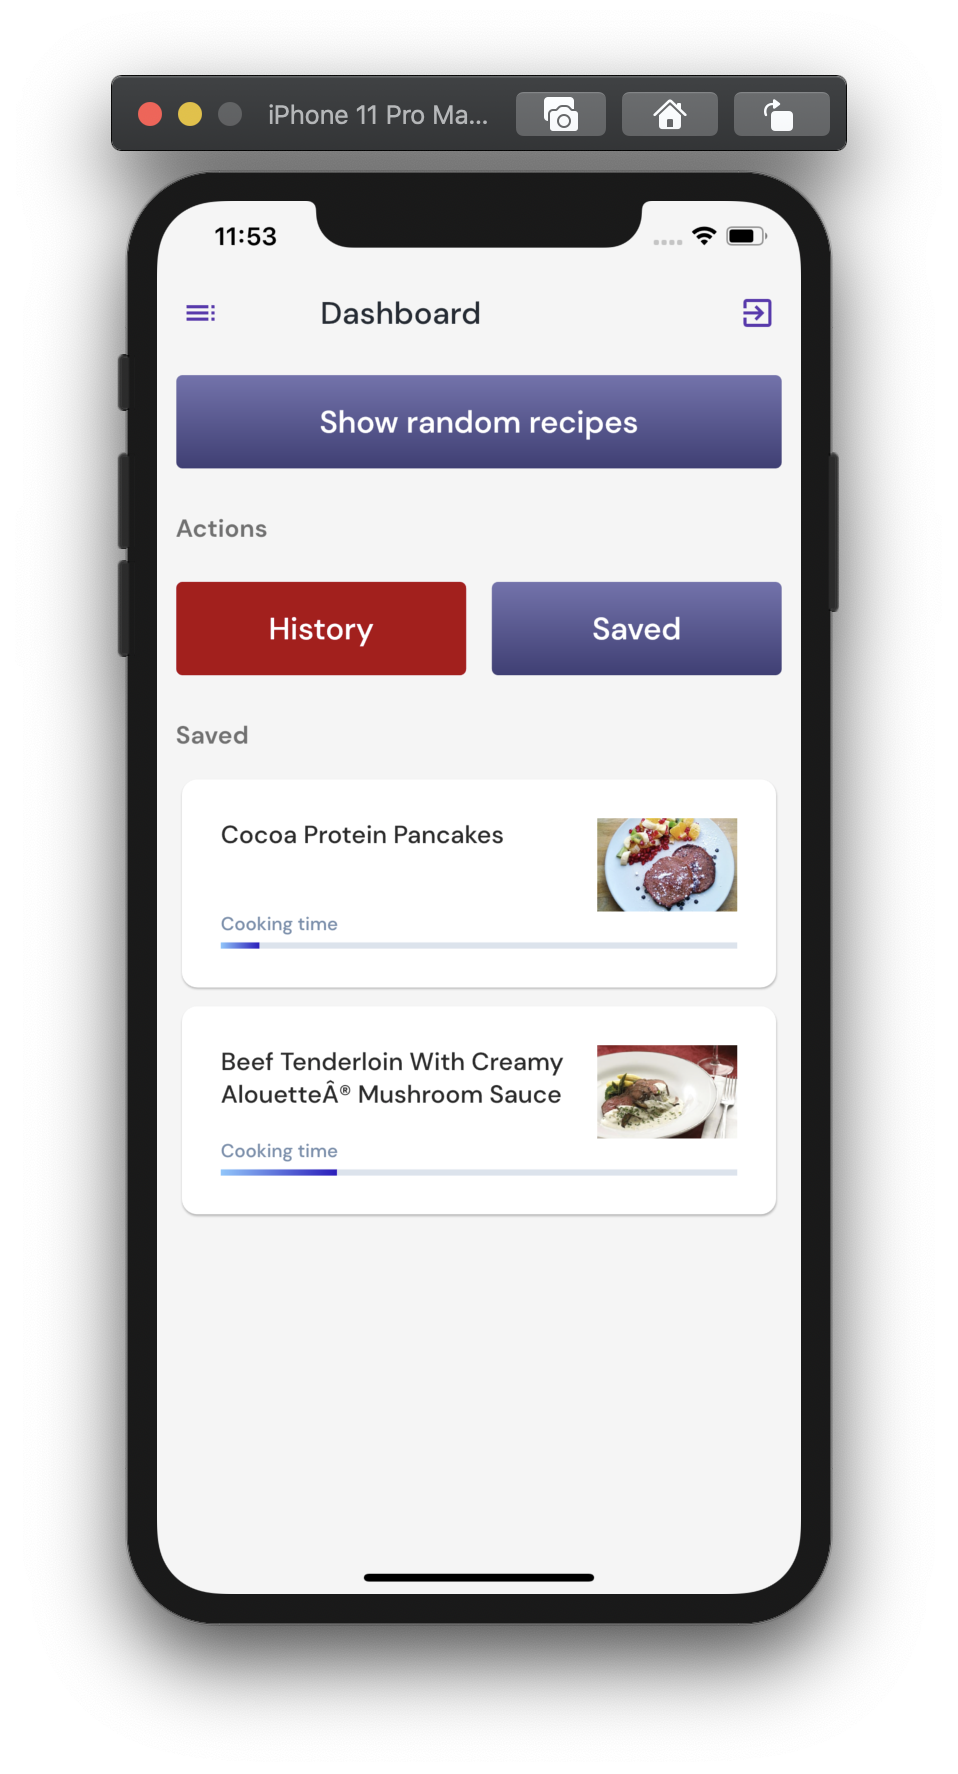 iPhone 11 Pro Ma...
11:53
Dashboard
Show random recipes
Actions
History
Saved
Saved
Cocoa Protein Pancakes
Cooking time
Beef Tenderloin With Creamy
AlouetteÂ® Mushroom Sauce
Cooking time